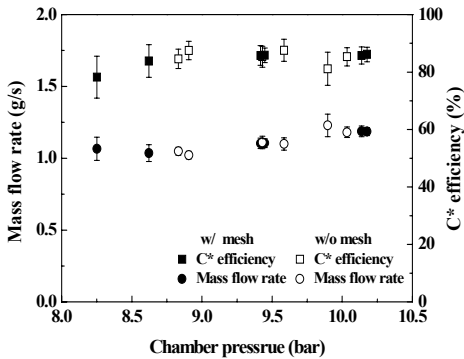 2.0
1.5
1.0
0.5
0.0
Mass flow rate (g/s)
w/ mesh w/o mesh
C* efficiency C* efficiency
Mass flow rate Mass flow rate
100
80
60
40
20
0
C* efficiency (%)
8.0 8.5 9.0 9.5 10.0 10.5
Chamber pressrue (bar)